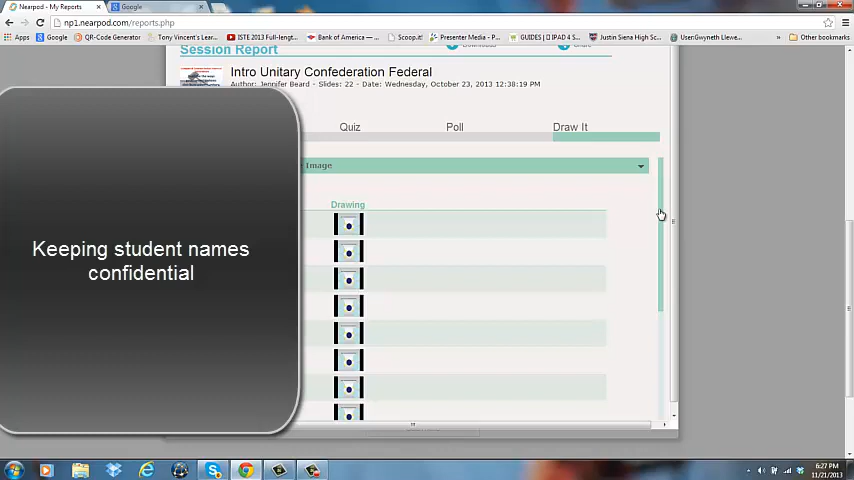 Nearpod - My Reports
Google
np1.nearpod.com/reports.php
Apps
Google
QR-Code Generator
Tony Vincent's Lear...
ISTE 2013 Full-lengt...
Bank of America — ...
Scoop.it!
Presenter Media - P...
GUIDES | IPAD 4 S...
Justin Siena High Sc...
User:Gwyneth Llewe...
»
Other bookmarks
Session Report
Share
Intro Unitary Confederation Federal
Author: Jennifer Beard - Slides: 22 - Date: Wednesday, October 23, 2013 12:38:19 PM
Quiz
Poll
Draw It
Image
Drawing
Keeping student names
confidential
6:27 PM
11/21/2013